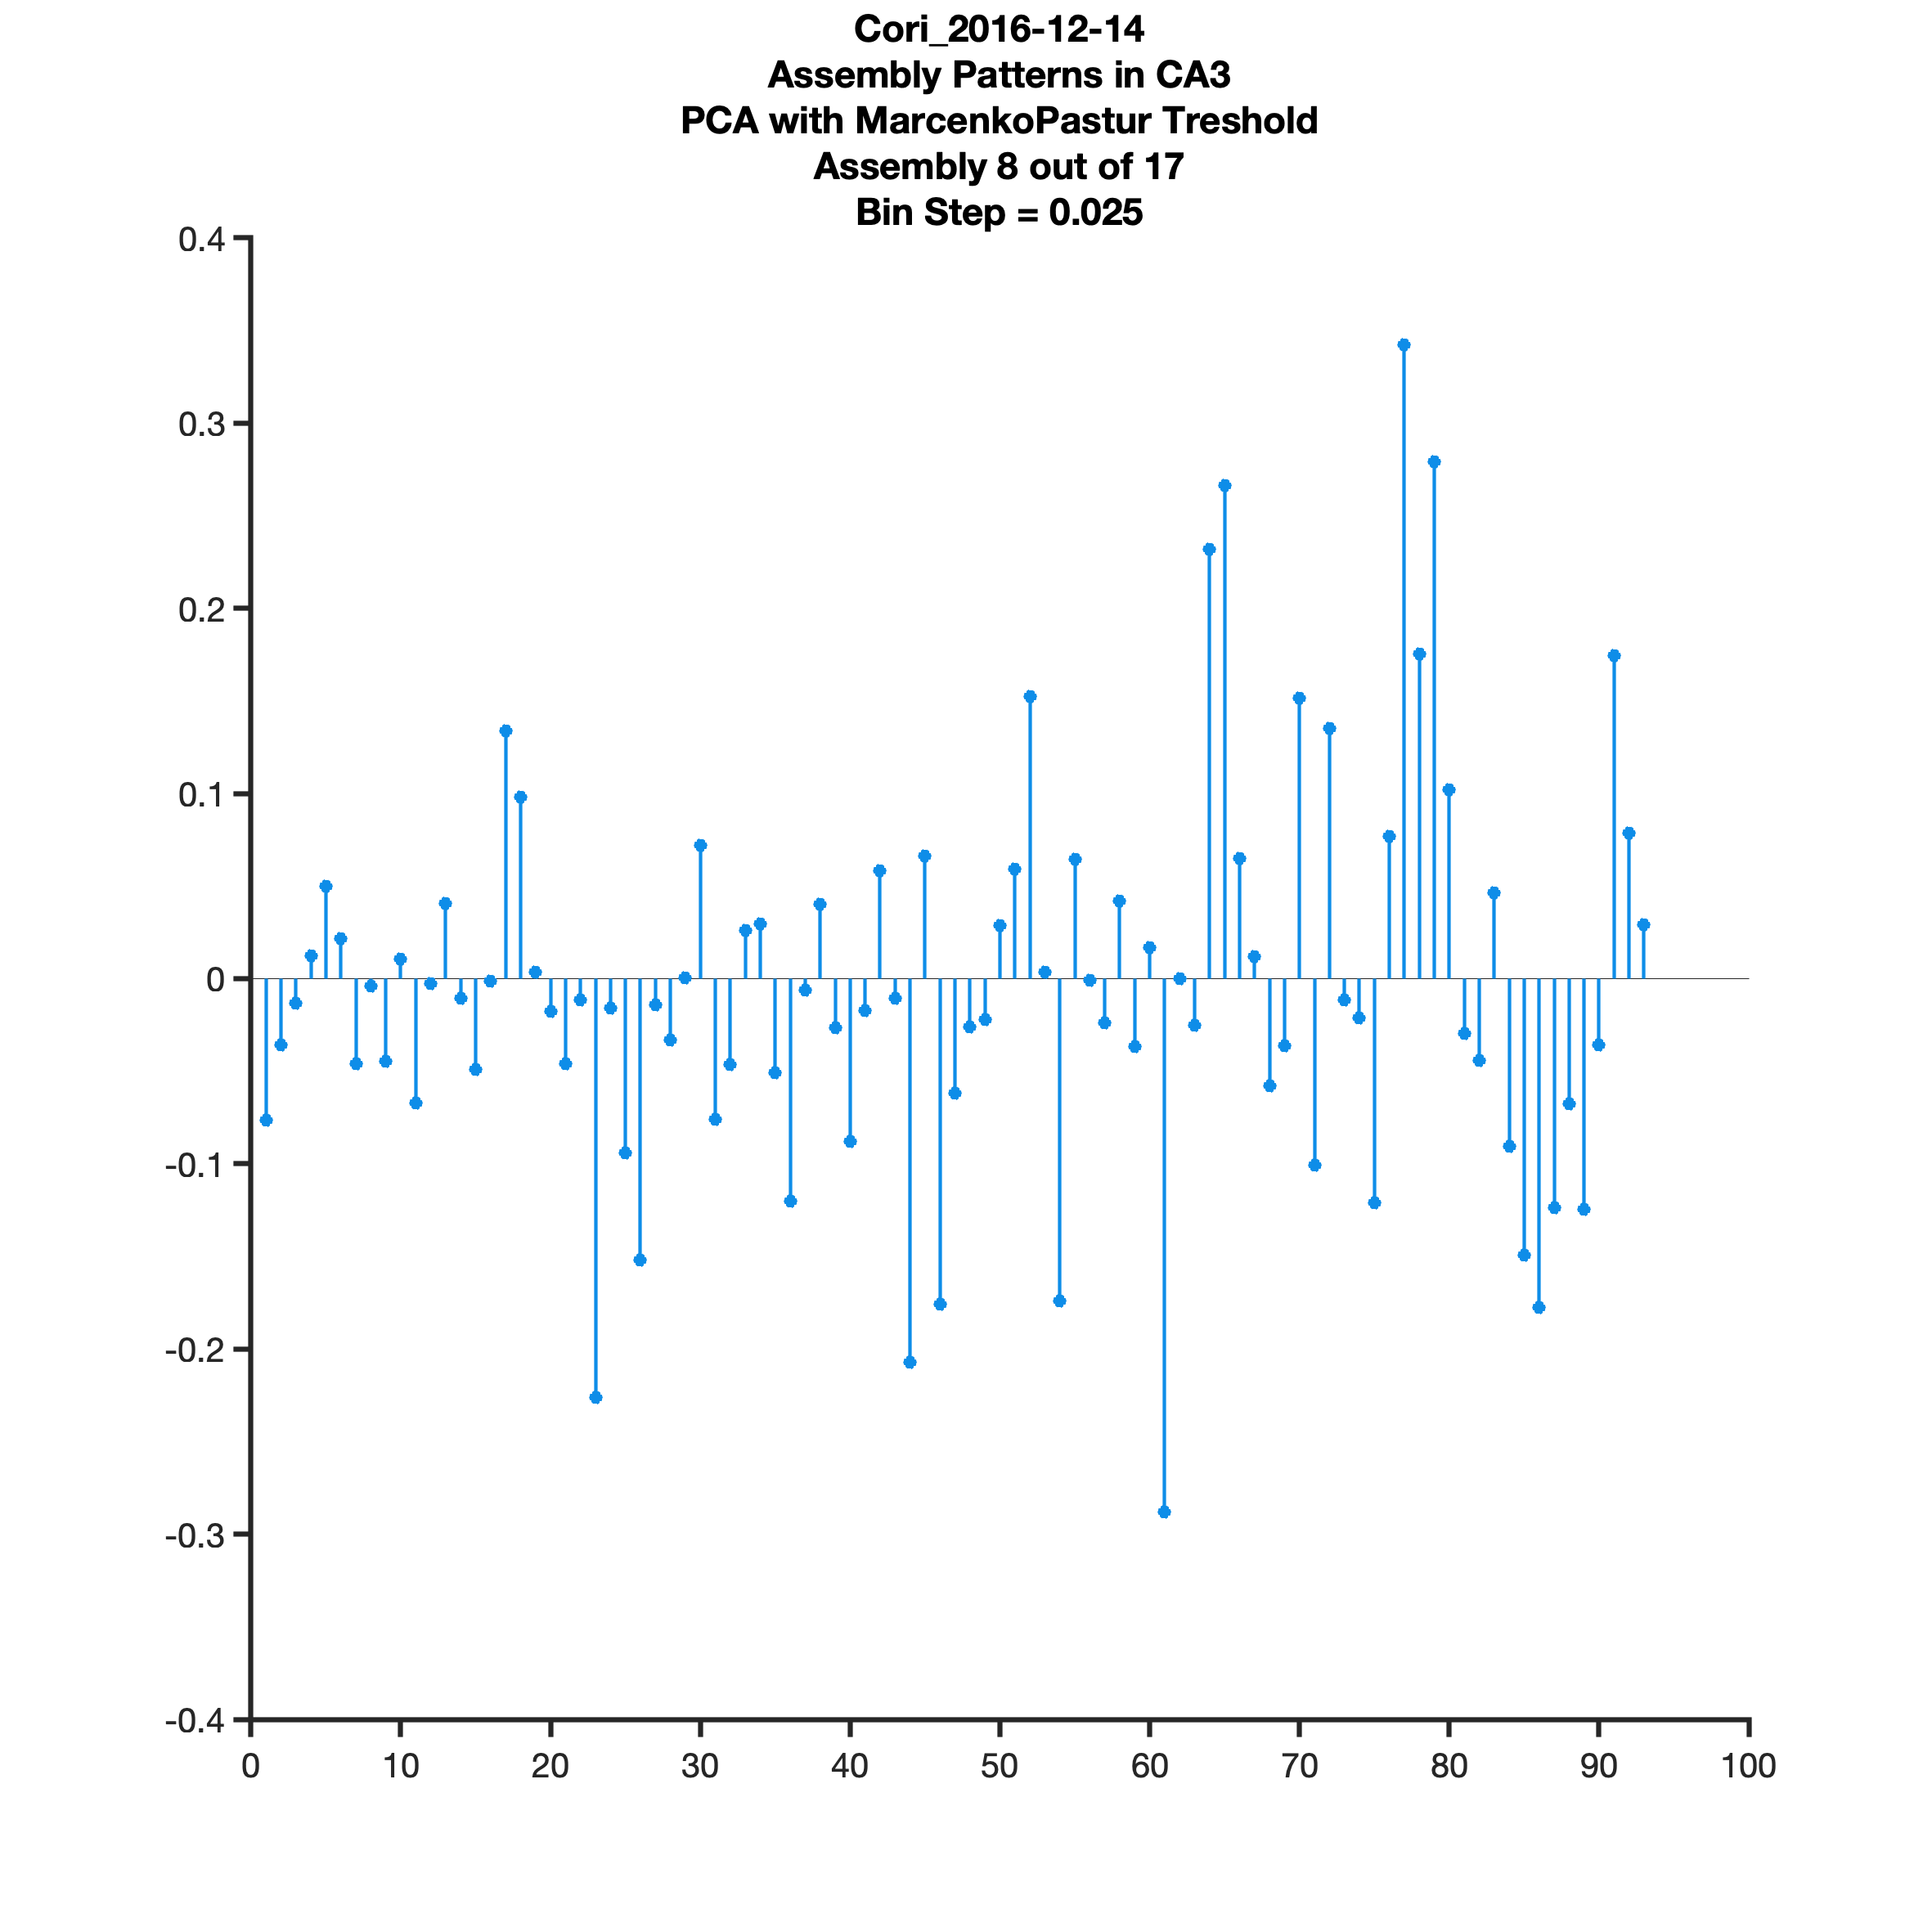 Cori_2016-12-14
Assembly Patterns in CA3
PCA with MarcenkoPastur Treshold
Assembly 8 out of 17
Bin Step = 0.025
0.4
0.3
0.2
0.1
0
-0.1
-0.2
-0.3
-0.4
0 10 20 30 40 50 60 70 80 90 100